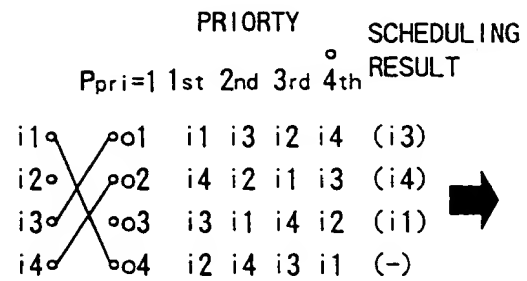 PRIORTY
SCHEDULING
RESULT
Ppri=1 1st 2nd 3rd 4th
i1 o1 i1 i3 i2 i4 (i3)
i2 o2 i4 i2 i1 i3 (i4)
i3 o3 i3 i1 i4 i2 (i1)
i4 o4 i2 i4 i3 i1 (-)